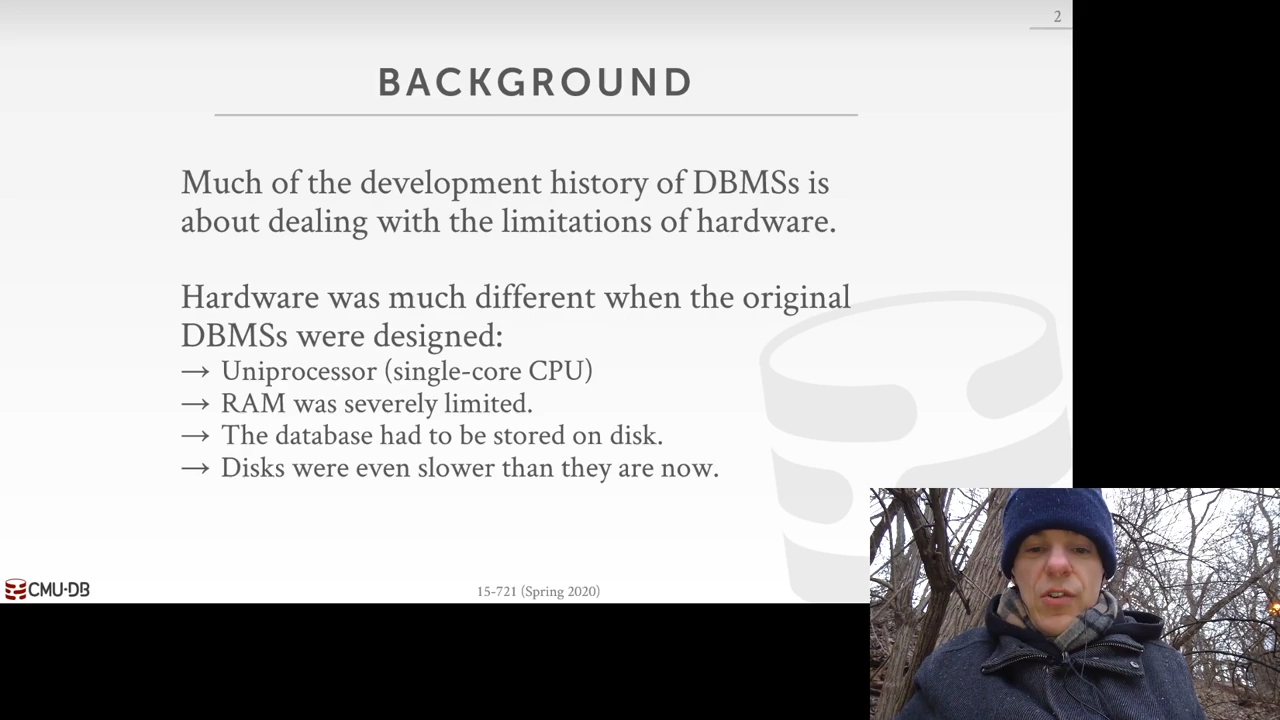 2
BACKGROUND
Much of the development history of DBMSs is
about dealing with the limitations of hardware.
Hardware was much different when the original
DBMSs were designed:
→ Uniprocessor (single-core CPU)
→ RAM was severely limited.
→ The database had to be stored on disk.
→ Disks were even slower than they are now.
CMU·DB
15-721 (Spring 2020)